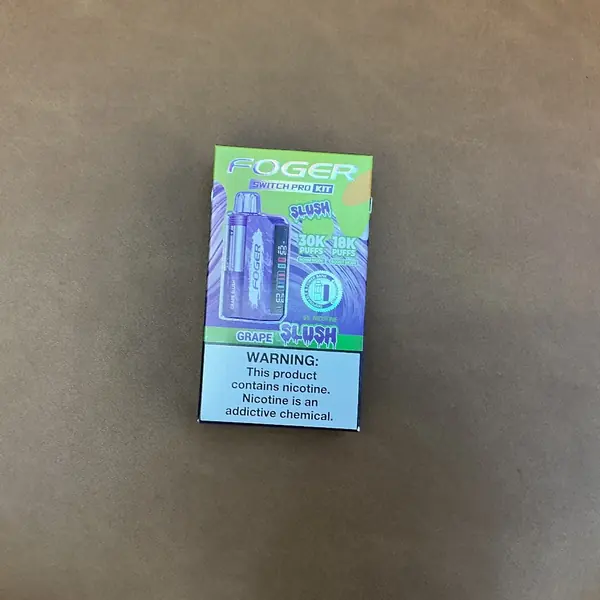 FOGER
SWITCH PRO KIT
SLUSH
30K 18K
PUFFS PUFFS
FOGER
GRAPE SLUSH
WARNING:
This product
contains nicotine.
Nicotine is an
addictive chemical.